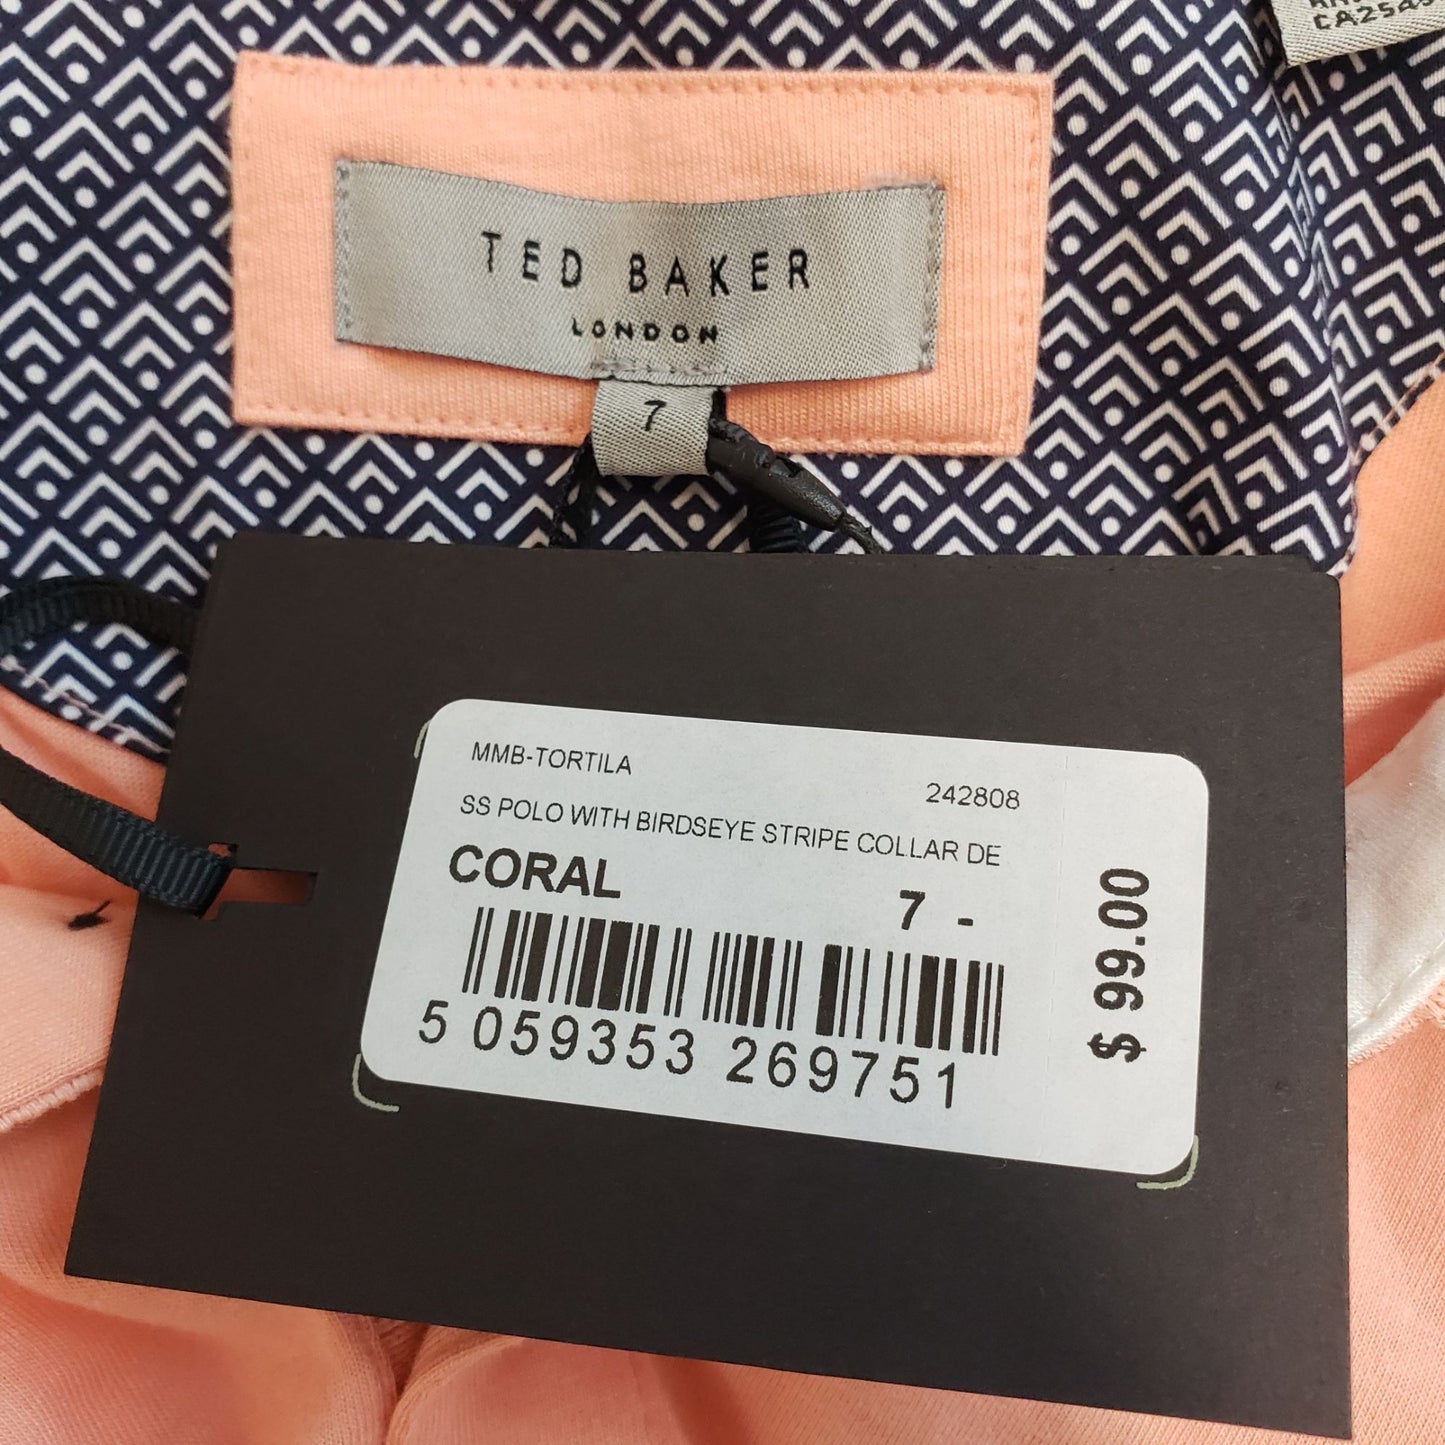 CA2545
TED BAKER
LONDON
7
MMB-TORTILA
242808
SS POLO WITH BIRDSEYE STRIPE COLLAR DE
CORAL
7 -
$ 99.00
5 059353 269751